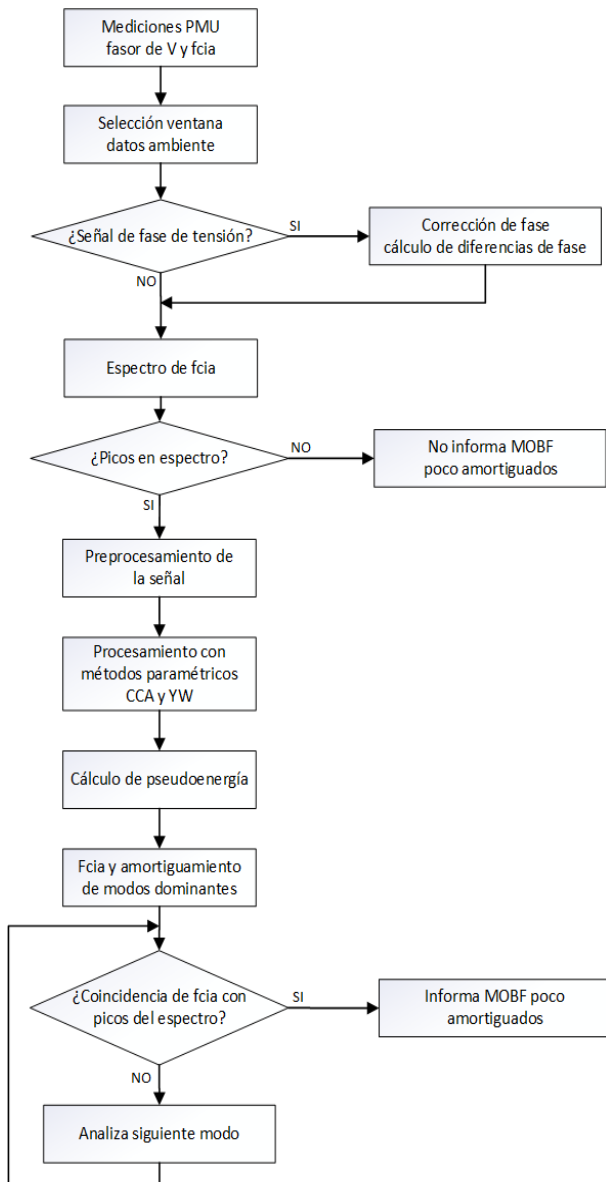 Mediciones PMU
fasor de V y fcia
Selección ventana
datos ambiente
¿Señal de fase de tensión?
SI
Corrección de fase
cálculo de diferencias de fase
NO
Espectro de fcia
¿Picos en espectro?
NO
No informa MOBF
poco amortiguados
SI
Preprocesamiento de
la señal
Procesamiento con
métodos paramétricos
CCA y YW
Cálculo de pseudoenergía
Fcia y amortiguamiento
de modos dominantes
¿Coincidencia de fcia con
picos del espectro?
SI
Informa MOBF poco
amortiguados
NO
Analiza siguiente modo